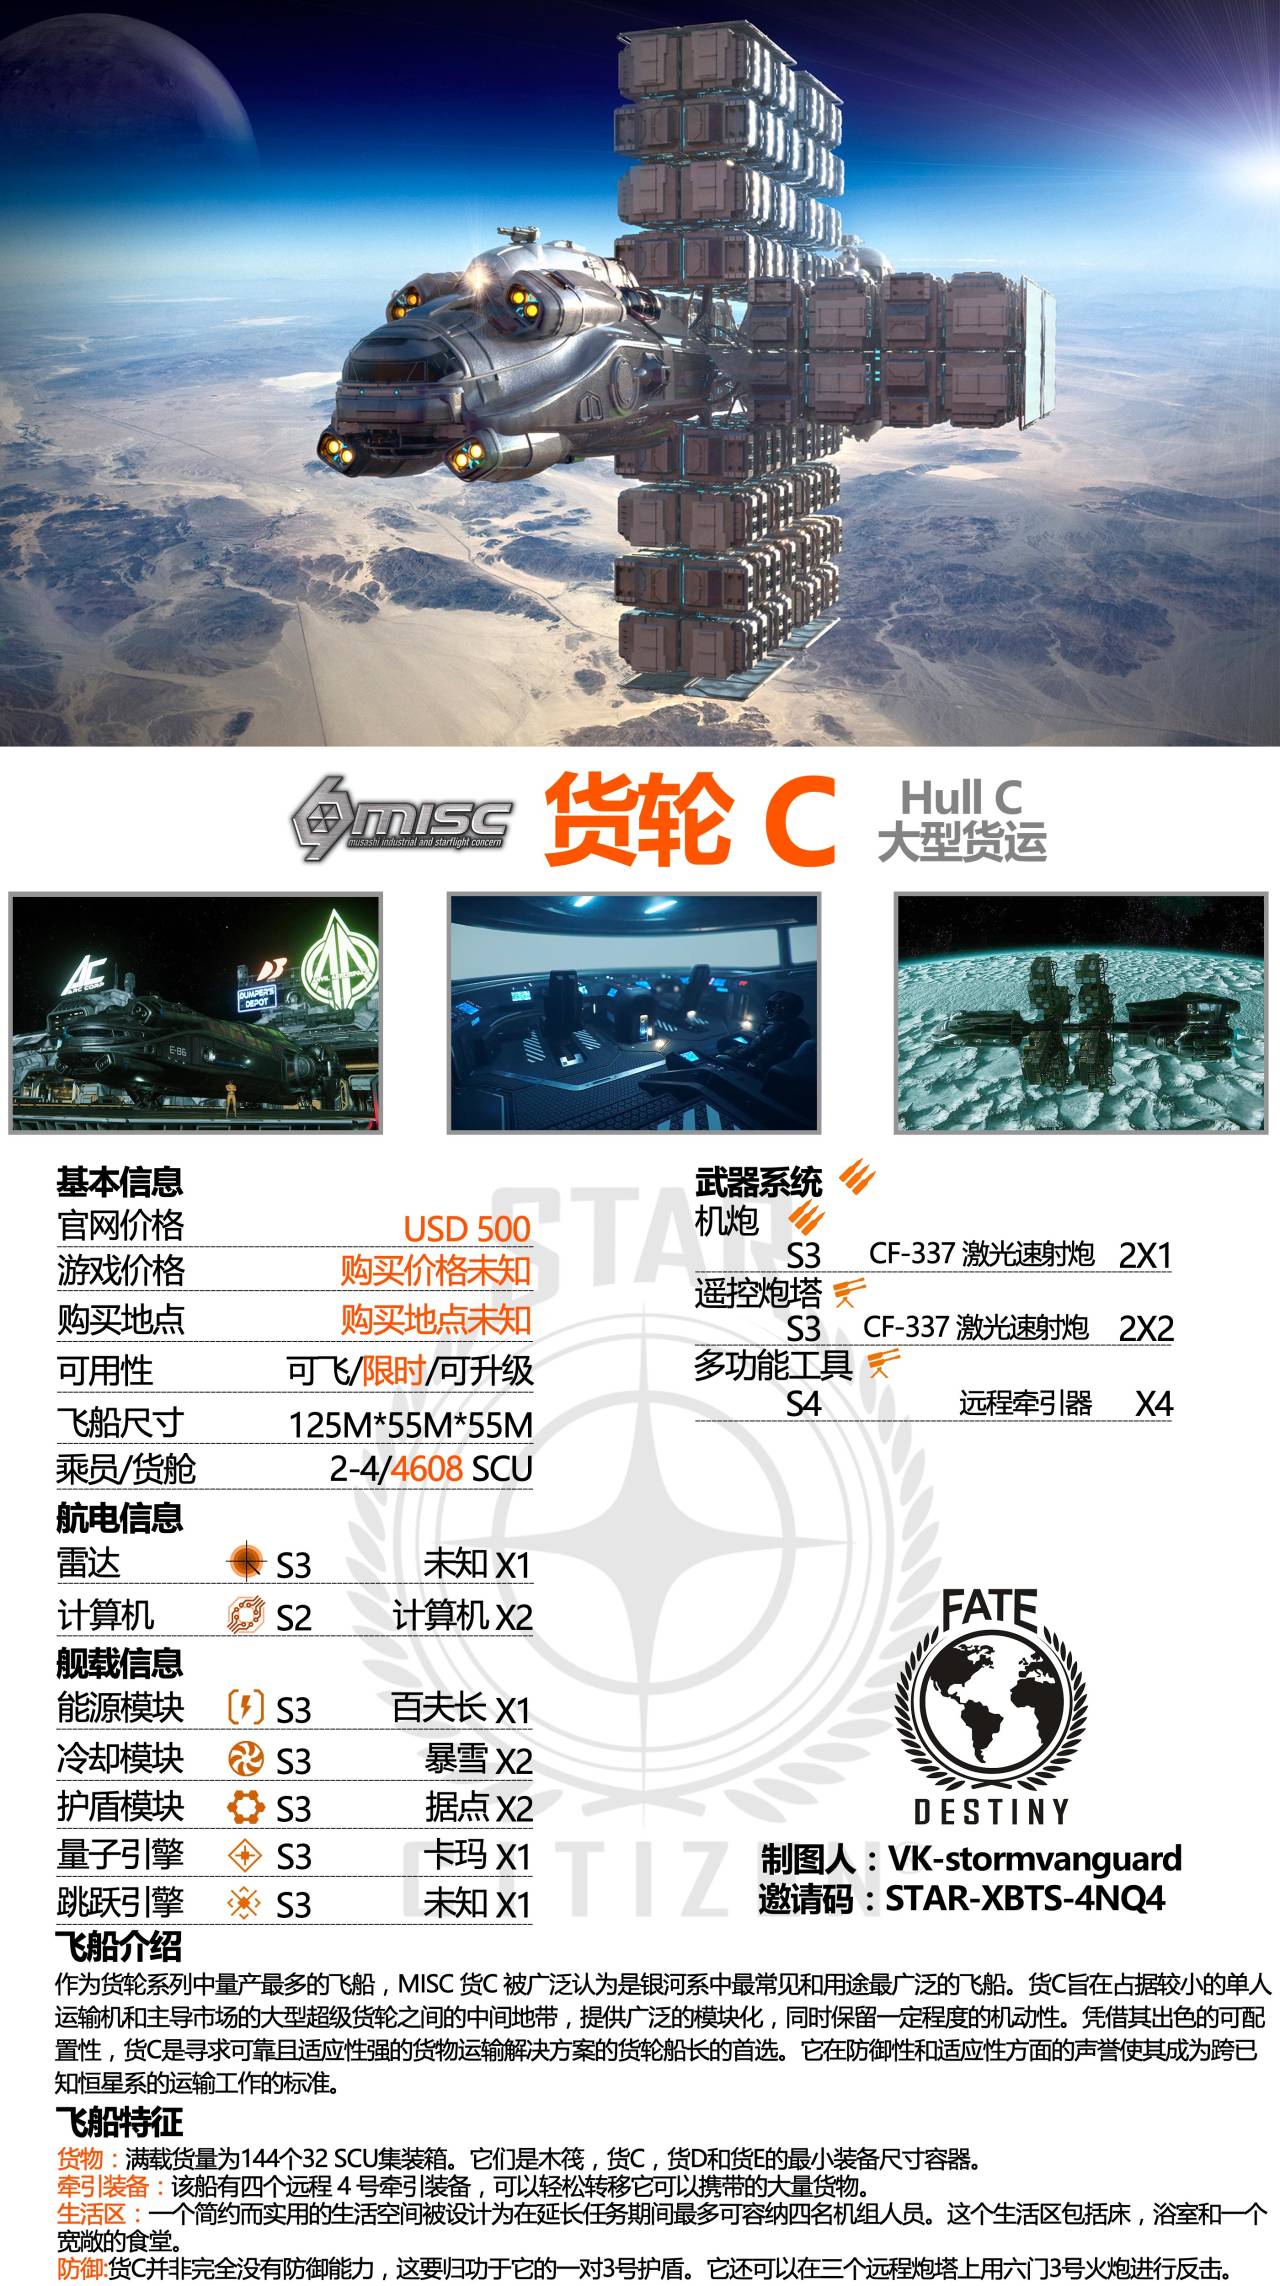 MISC
musashi industrial and starflight concern
货轮 C
Hull C
大型货运
AC
ARC CORP
DUMPER'S
DEPOT
E-86
基本信息
官网价格 USD 500
游戏价格 购买价格未知
购买地点 购买地点未知
可用性 可飞/限时/可升级
飞船尺寸 125M*55M*55M
乘员/货舱 2-4/4608 SCU
航电信息
雷达 S3 未知 X1
计算机 S2 计算机 X2
舰载信息
能源模块 S3 百夫长 X1
冷却模块 S3 暴雪 X2
护盾模块 S3 据点 X2
量子引擎 S3 卡玛 X1
跳跃引擎 S3 未知 X1
武器系统
机炮
S3 CF-337 激光速射炮 2X1
遥控炮塔
S3 CF-337 激光速射炮 2X2
多功能工具
S4 远程牵引器 X4
STAR
CITIZEN
FATE
DESTINY
制图人：VK-stormvanguard
邀请码：STAR-XBTS-4NQ4
飞船介绍
作为货轮系列中量产最多的飞船，MISC 货C 被广泛认为是银河系中最常见和用途最广泛的飞船。货C旨在占据较小的单人
运输机和主导市场的大型超级货轮之间的中间地带，提供广泛的模块化，同时保留一定程度的机动性。凭借其出色的可配
置性，货C是寻求可靠且适应性强的货物运输解决方案的货轮船长的首选。它在防御性和适应性方面的声誉使其成为跨已
知恒星系的运输工作的标准。
飞船特征
货物：满载货量为144个32 SCU集装箱。它们是木筏，货C，货D和货E的最小装备尺寸容器。
牵引装备：该船有四个远程 4 号牵引装备，可以轻松转移它可以携带的大量货物。
生活区：一个简约而实用的生活空间被设计为在延长任务期间最多可容纳四名机组人员。这个生活区包括床，浴室和一个
宽敞的食堂。
防御:货C并非完全没有防御能力，这要归功于它的一对3号护盾。它还可以在三个远程炮塔上用六门3号火炮进行反击。